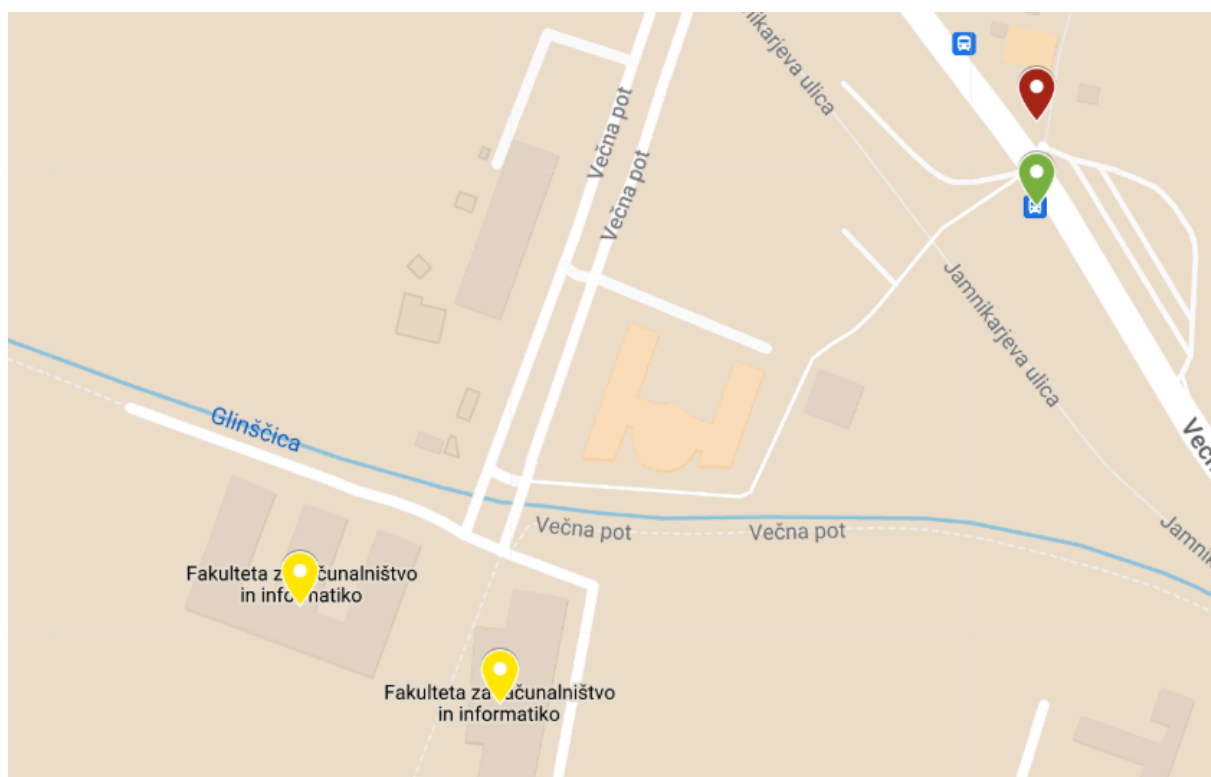 Jamnikarjeva ulica
Večna pot
Večna pot
Jamnikarjeva ulica
Glinščica
Večna pot
Večna pot
Fakulteta za računalništvo
in informatiko
Fakulteta za računalništvo
in informatiko